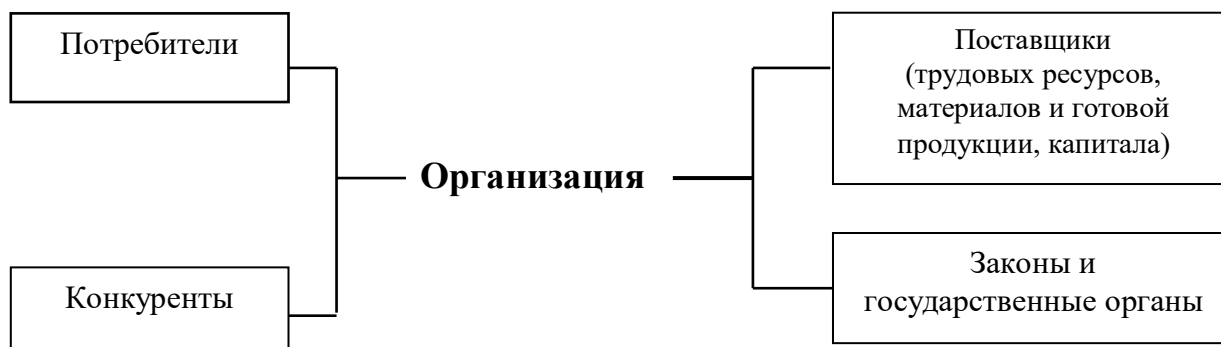 Потребители
Поставщики
(трудовых ресурсов,
материалов и готовой
продукции, капитала)
Организация
Конкуренты
Законы и
государственные органы